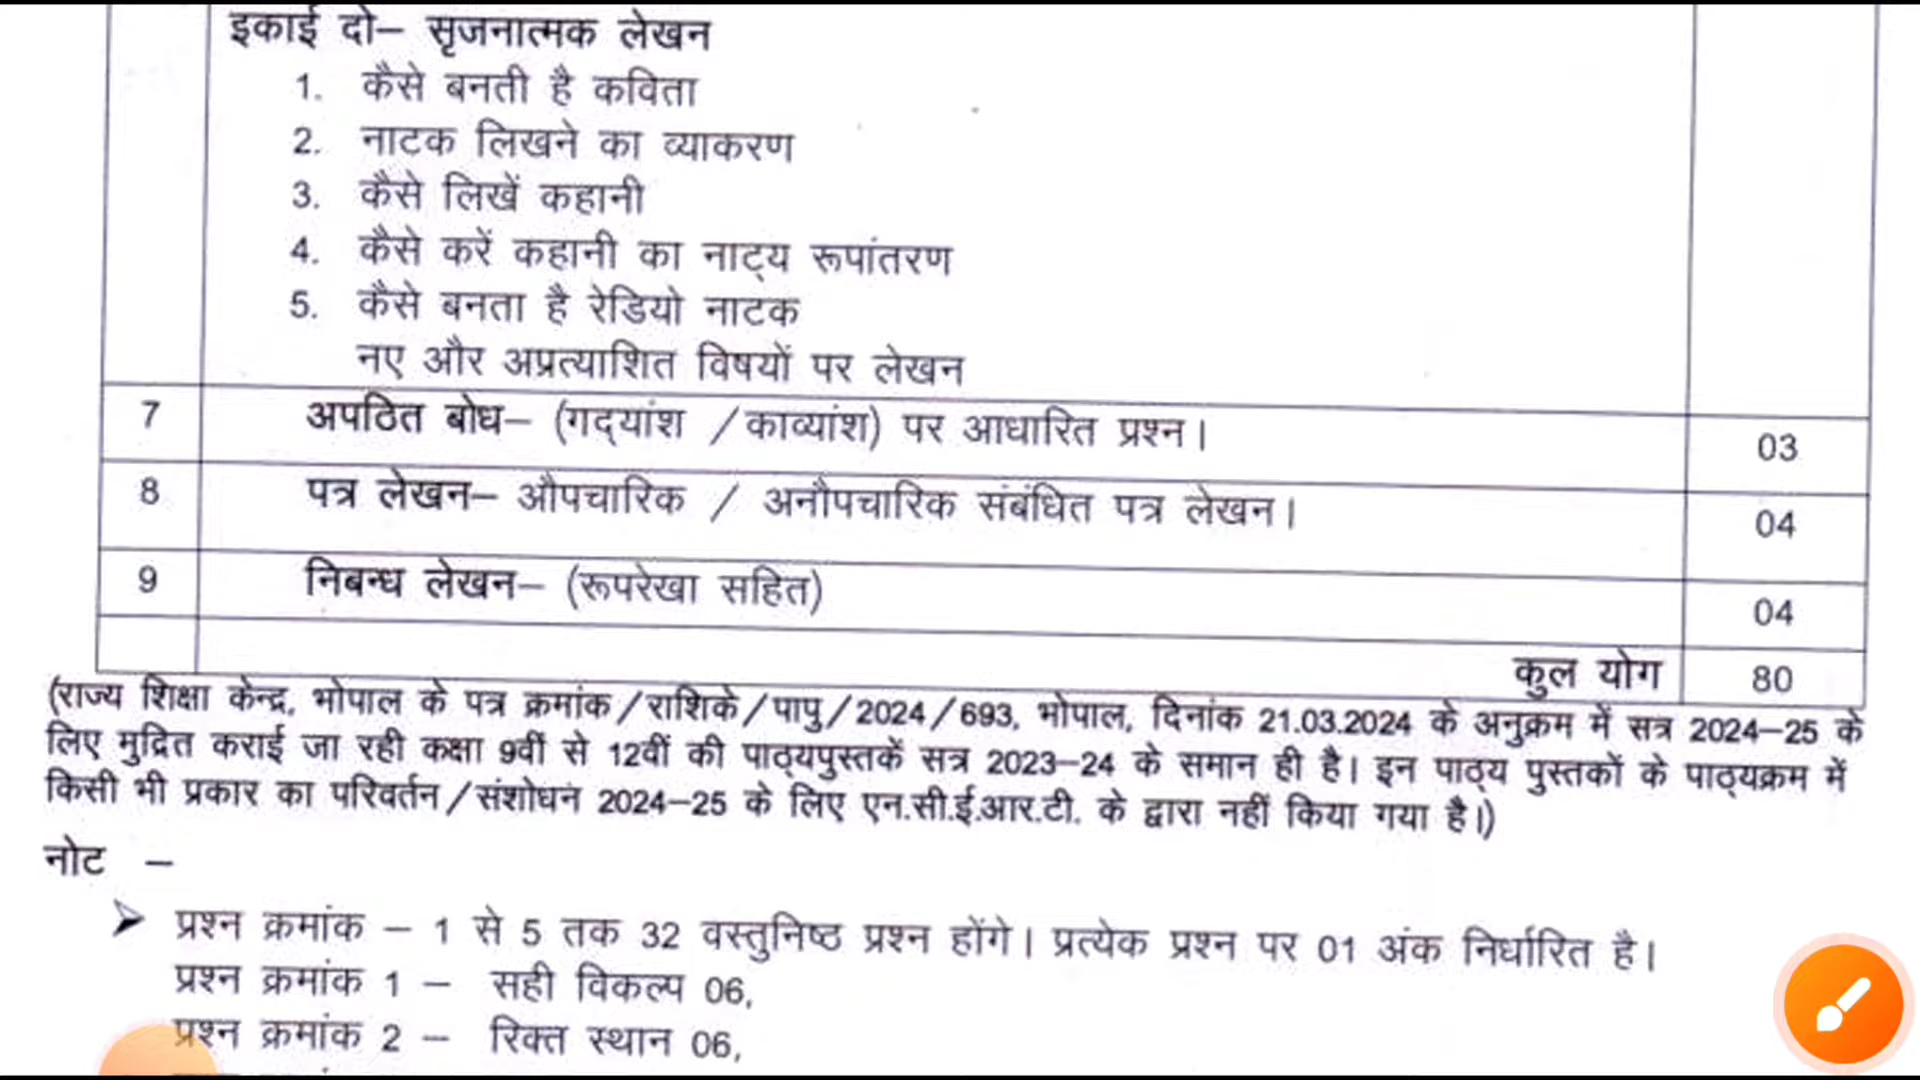 इकाई दो– सृजनात्मक लेखन
1. कैसे बनती है कविता
2. नाटक लिखने का व्याकरण
3. कैसे लिखें कहानी
4. कैसे करें कहानी का नाट्य रूपांतरण
5. कैसे बनता है रेडियो नाटक
नए और अप्रत्याशित विषयों पर लेखन
7 अपठित बोध– (गद्यांश /काव्यांश) पर आधारित प्रश्न। 03
8 पत्र लेखन– औपचारिक / अनौपचारिक संबंधित पत्र लेखन। 04
9 निबन्ध लेखन– (रूपरेखा सहित) 04
कुल योग 80
(राज्य शिक्षा केन्द्र, भोपाल के पत्र क्रमांक/राशिके/पापु/2024/693, भोपाल, दिनांक 21.03.2024 के अनुक्रम में सत्र 2024–25 के
लिए मुद्रित कराई जा रही कक्षा 9वीं से 12वीं की पाठ्यपुस्तकें सत्र 2023–24 के समान ही है। इन पाठ्य पुस्तकों के पाठ्यक्रम में
किसी भी प्रकार का परिवर्तन/संशोधन 2024–25 के लिए एन.सी.ई.आर.टी. के द्वारा नहीं किया गया है।)
नोट –
➢ प्रश्न क्रमांक – 1 से 5 तक 32 वस्तुनिष्ठ प्रश्न होंगे। प्रत्येक प्रश्न पर 01 अंक निर्धारित है।
प्रश्न क्रमांक 1 – सही विकल्प 06,
प्रश्न क्रमांक 2 – रिक्त स्थान 06,